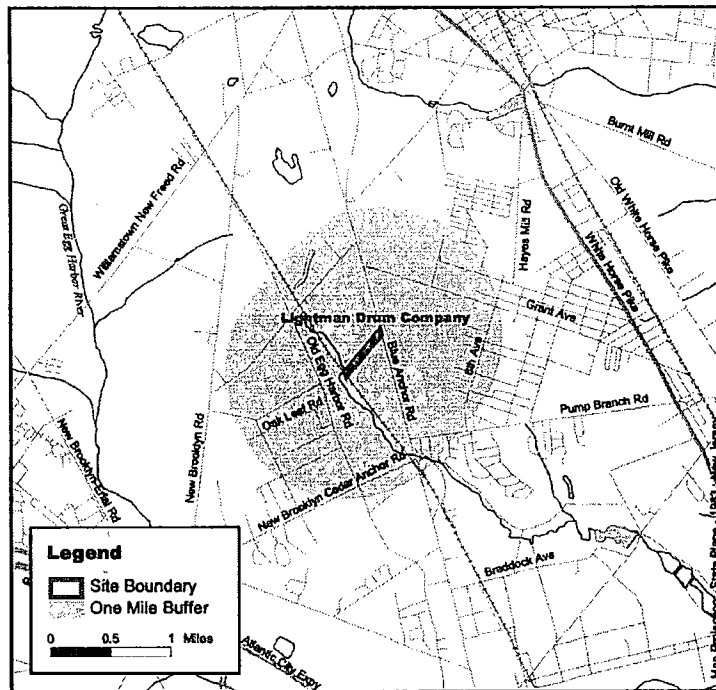 Burnt Mill Rd
Williamstown New Freed Rd
Old White Horse Pike
Great Egg Harbor River
Hayes Mill Rd
White Horse Pike
Grant Ave
Lightman Drum Company
Old Egg Harbor Rd
Blue Anchor Rd
6th Ave
Oak Leaf Rd
Pump Branch Rd
New Brooklyn Rd
New Brooklyn-Erial Rd
New Brooklyn Cedar Anchor Rd
Braddock Ave
Legend
Site Boundary
One Mile Buffer
0 0.5 1 Miles
Atlantic City Expy